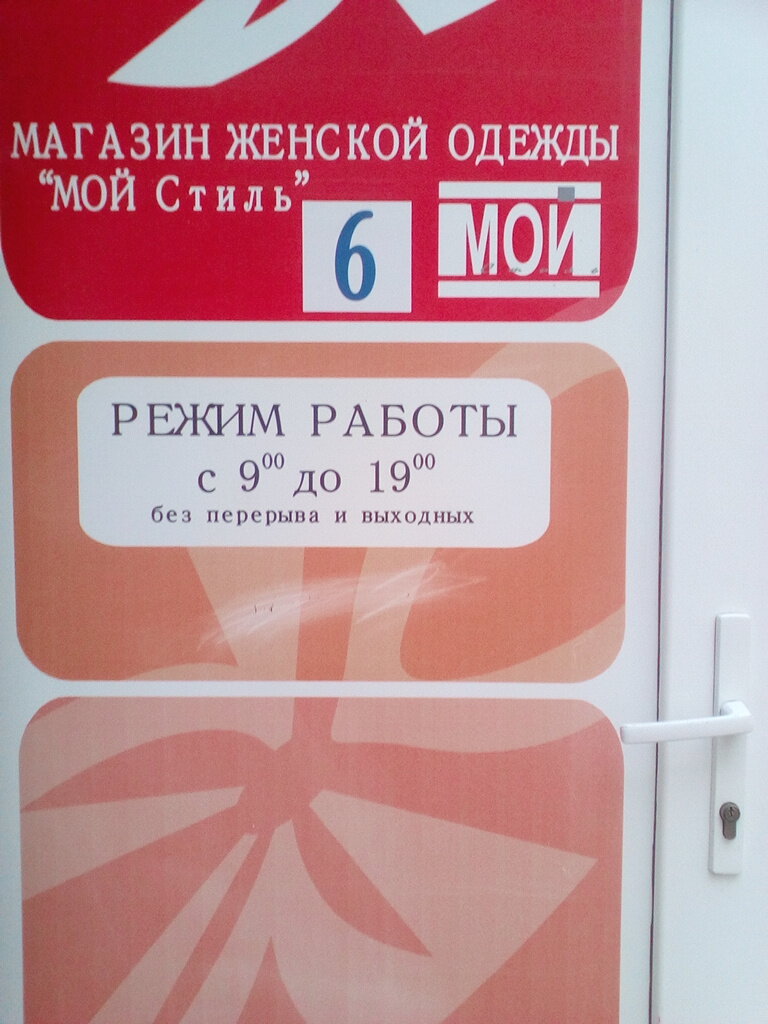 МАГАЗИН ЖЕНСКОЙ ОДЕЖДЫ
“МОЙ Стиль”
6
МОЙ
РЕЖИМ РАБОТЫ
с 9⁰⁰ до 19⁰⁰
без перерыва и выходных